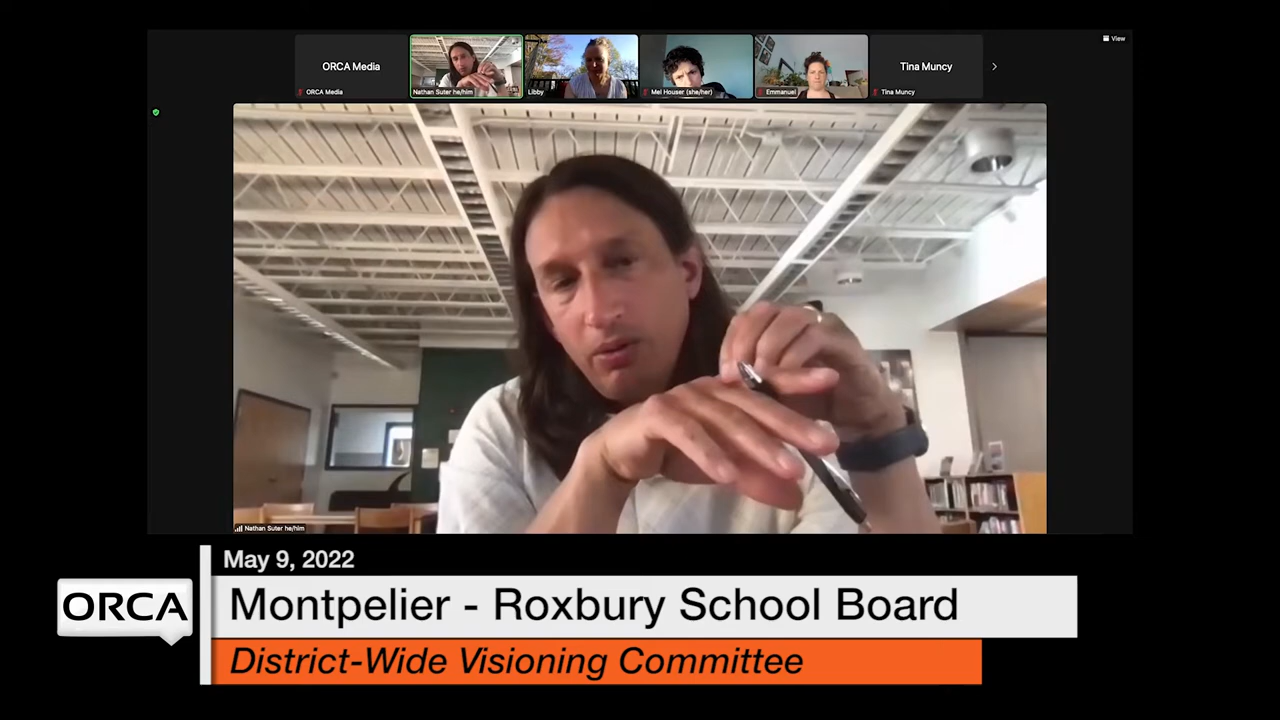 View
ORCA Media
Tina Muncy
ORCA Media
Nathan Suter he/him
Libby
Mel Houser (she/her)
Emmanuel
Tina Muncy
Nathan Suter he/him
May 9, 2022
ORCA
Montpelier - Roxbury School Board
District-Wide Visioning Committee